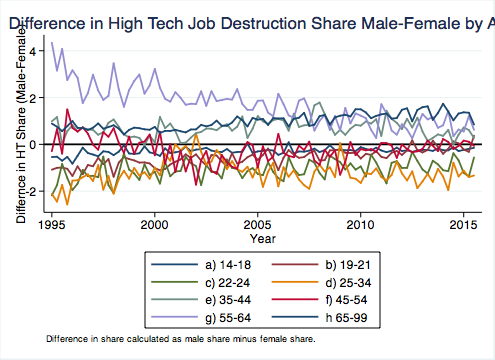 Difference in High Tech Job Destruction Share Male-Female by A
Differnce in HT Share (Male-Female
4
2
0
-2
1995
2000
2005
2010
2015
Year
a) 14-18
b) 19-21
c) 22-24
d) 25-34
e) 35-44
f) 45-54
g) 55-64
h 65-99
Difference in share calculated as male share minus female share.